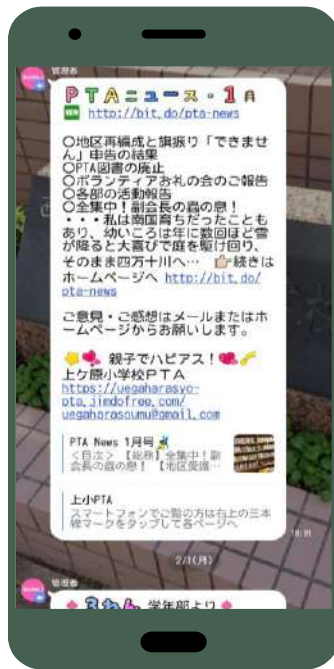 管理者
PTAニュース・1月
NEW http://bit.do/pta-news
○地区再編成と旗振り「できませ
ん」申告の結果
○PTA図書の廃止
○ボランティアお礼の会のご報告
○各部の活動報告
○全集中！副会長の蟲の息！
・・・私は南国育ちだったことも
あり、幼いころは年に数回ほど雪
が降ると大喜びで庭を駆け回り、
そのまま四万十川へ… 👉続きは
ホームページへ http://bit.do/
pta-news
ご意見・ご感想はメールまたはホ
ームページからお願いします。
親子でハピアス！
上ケ原小学校PTA
https://uegaharasyo-
pta.jimdofree.com/
uegaharasoumu@gmail.com
PTA News 1月号
＜目次＞ 【総務】全集中！副
会長の蟲の息！ 【地区愛護…
上小PTA
スマートフォンでご覧の方は右上の三本
線マークをタップして各ページへ
2/1(月)
管理者
3ねん 学年部より